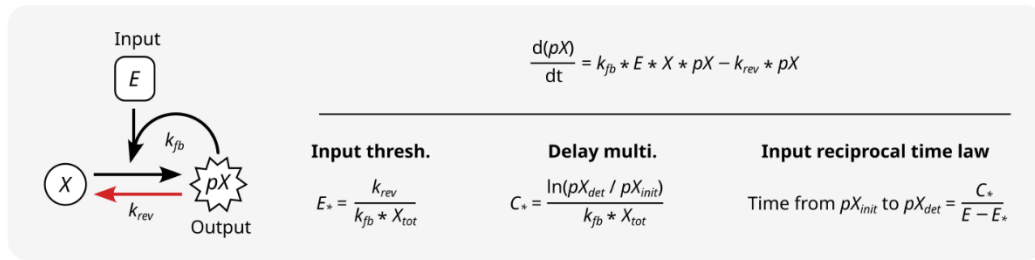 Input
E
k_fb
X
pX
k_rev
Output
d(pX)/dt = k_fb * E * X * pX − k_rev * pX
Input thresh.
E_* = k_rev / (k_fb * X_tot)
Delay multi.
C_* = ln(pX_det / pX_init) / (k_fb * X_tot)
Input reciprocal time law
Time from pX_init to pX_det = C_* / (E − E_*)